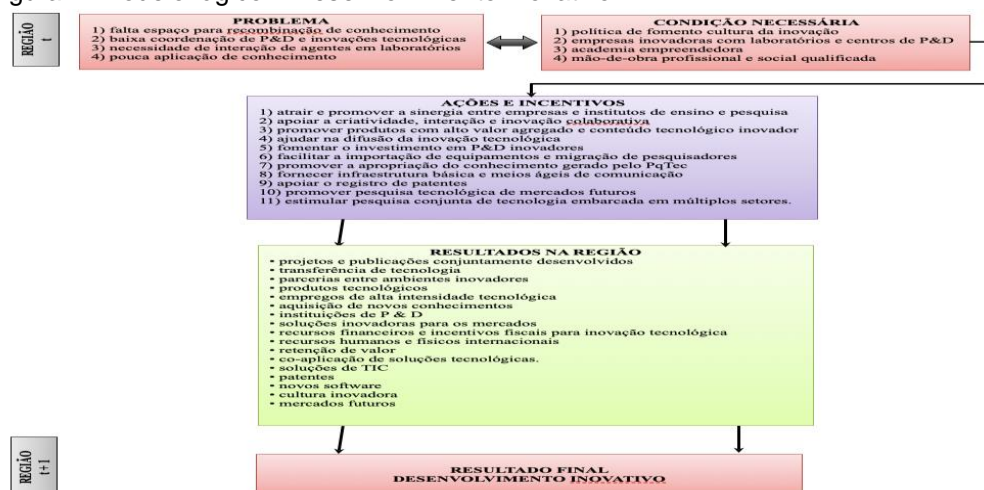 REGIÃO
t
PROBLEMA
1) falta espaço para recombinação de conhecimento
2) baixa coordenação de P&D e inovações tecnológicas
3) necessidade de interação de agentes em laboratórios
4) pouca aplicação de conhecimento
CONDIÇÃO NECESSÁRIA
1) política de fomento cultura da inovação
2) empresas inovadoras com laboratórios e centros de P&D
3) academia empreendedora
4) mão-de-obra profissional e social qualificada
AÇÕES E INCENTIVOS
1) atrair e promover a sinergia entre empresas e institutos de ensino e pesquisa
2) apoiar a criatividade, interação e inovação colaborativa
3) promover produtos com alto valor agregado e conteúdo tecnológico inovador
4) ajudar na difusão da inovação tecnológica
5) fomentar o investimento em P&D inovadores
6) facilitar a importação de equipamentos e migração de pesquisadores
7) promover a apropriação do conhecimento gerado pelo PqTec
8) fornecer infraestrutura básica e meios ágeis de comunicação
9) apoiar o registro de patentes
10) promover pesquisa tecnológica de mercados futuros
11) estimular pesquisa conjunta de tecnologia embarcada em múltiplos setores.
RESULTADOS NA REGIÃO
• projetos e publicações conjuntamente desenvolvidos
• transferência de tecnologia
• parcerias entre ambientes inovadores
• produtos tecnológicos
• empregos de alta intensidade tecnológica
• aquisição de novos conhecimentos
• instituições de P & D
• soluções inovadoras para os mercados
• recursos financeiros e incentivos fiscais para inovação tecnológica
• recursos humanos e físicos internacionais
• retenção de valor
• co-aplicação de soluções tecnológicas.
• soluções de TIC
• patentes
• novos software
• cultura inovadora
• mercados futuros
REGIÃO
t+1
RESULTADO FINAL
DESENVOLVIMENTO INOVATIVO